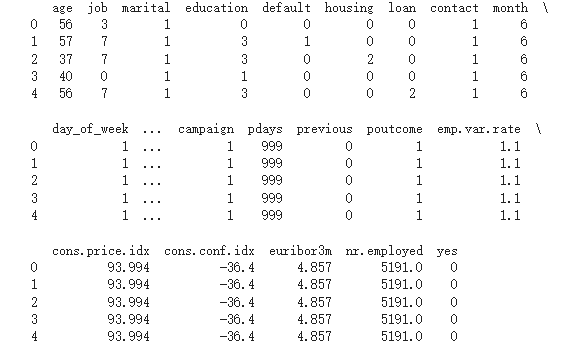 age job marital education default housing loan contact month \
0 56 3 1 0 0 0 0 1 6
1 57 7 1 3 1 0 0 1 6
2 37 7 1 3 0 2 0 1 6
3 40 0 1 1 0 0 0 1 6
4 56 7 1 3 0 0 2 1 6
day_of_week ... campaign pdays previous poutcome emp.var.rate \
0 1 ... 1 999 0 1 1.1
1 1 ... 1 999 0 1 1.1
2 1 ... 1 999 0 1 1.1
3 1 ... 1 999 0 1 1.1
4 1 ... 1 999 0 1 1.1
cons.price.idx cons.conf.idx euribor3m nr.employed yes
0 93.994 -36.4 4.857 5191.0 0
1 93.994 -36.4 4.857 5191.0 0
2 93.994 -36.4 4.857 5191.0 0
3 93.994 -36.4 4.857 5191.0 0
4 93.994 -36.4 4.857 5191.0 0